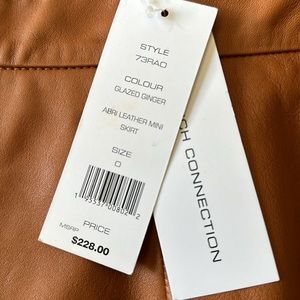 STYLE
73RAO
COLOUR
GLAZED GINGER
ABRI LEATHER MINI
SKIRT
SIZE
0
MSRP PRICE
$228.00
CH CONNECTION